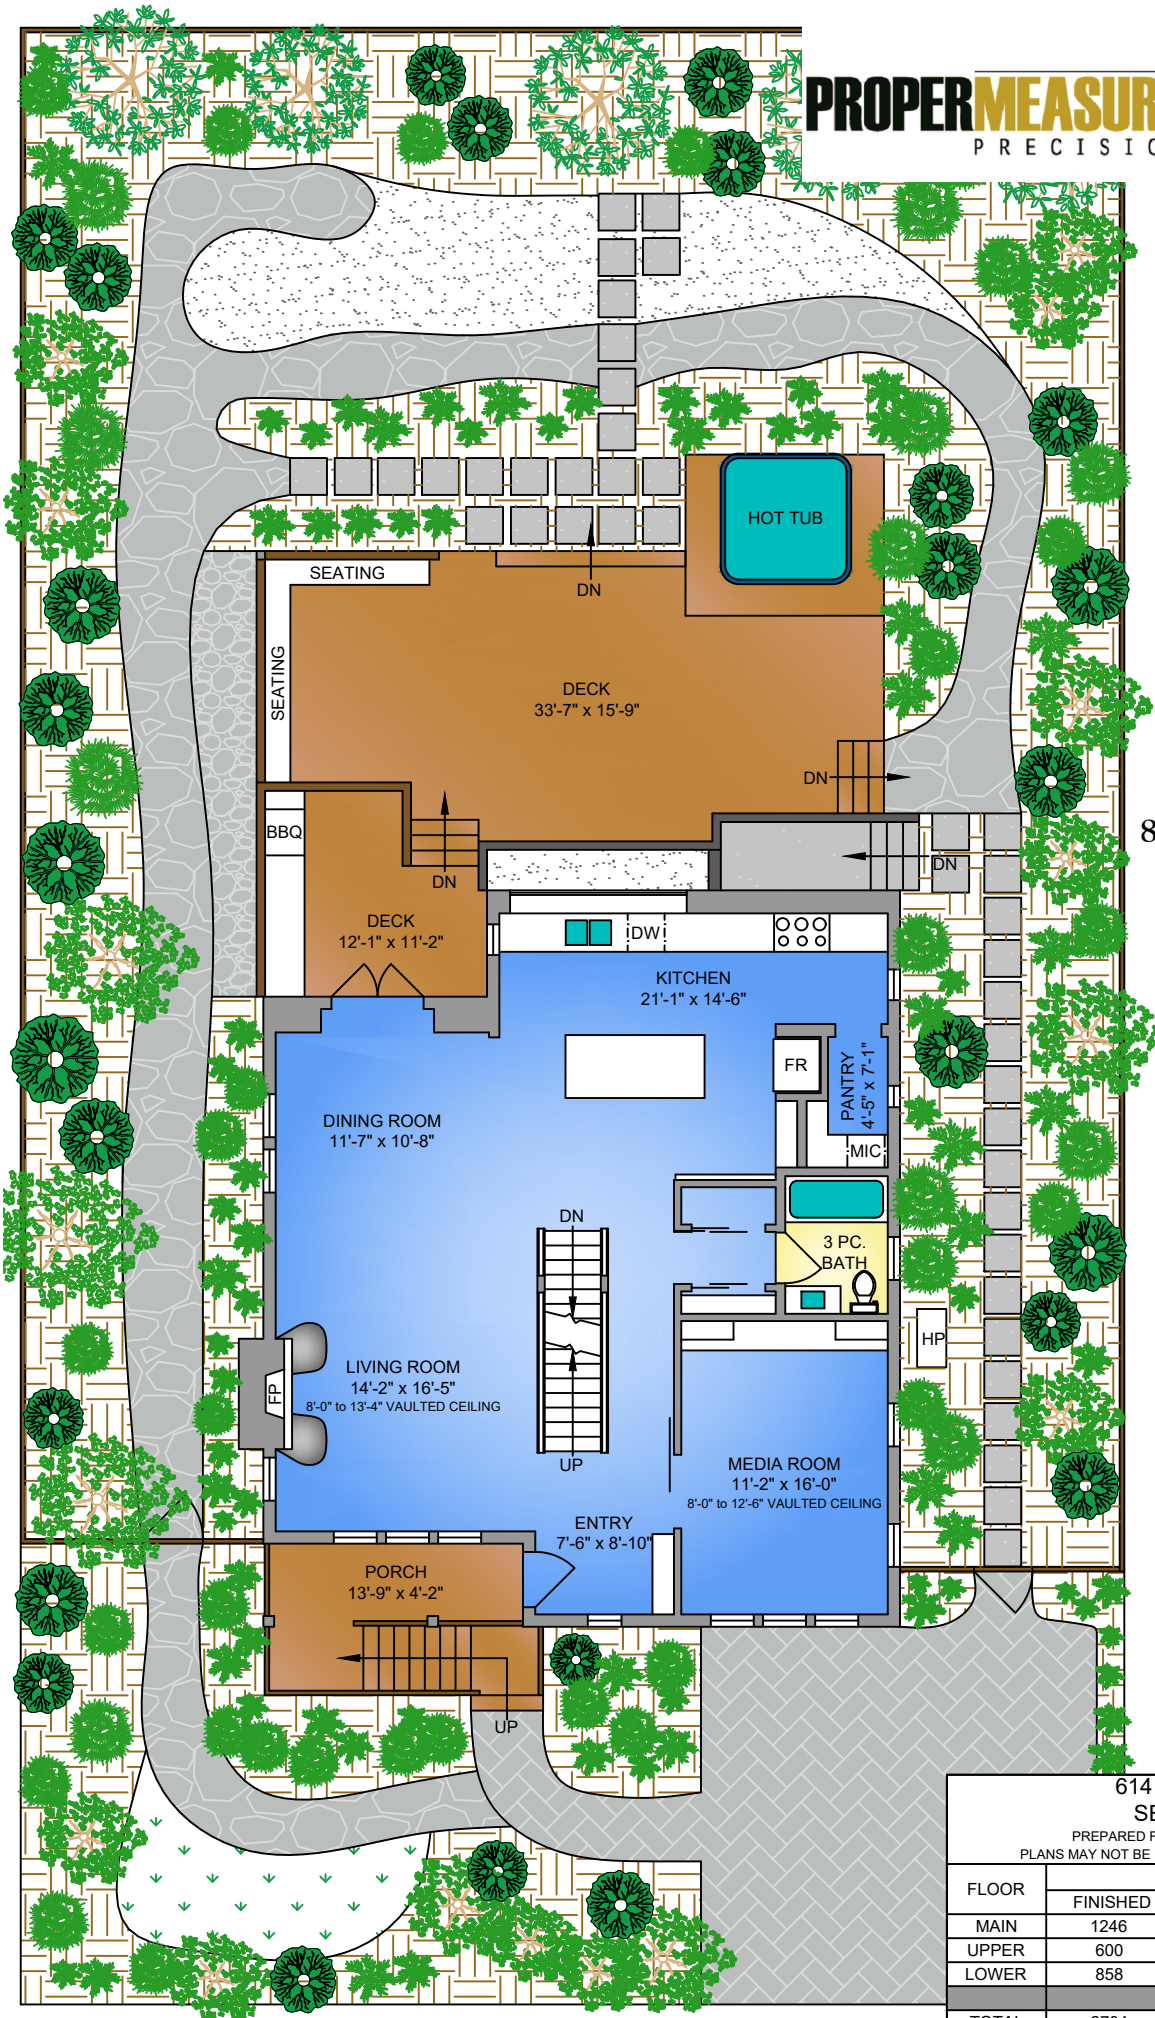 PROPERMEASUR
PRECISIO
HOT TUB
SEATING
DN
SEATING
DECK
33'-7" x 15'-9"
DN
BBQ
8
DN
DN
DECK
12'-1" x 11'-2"
DW
KITCHEN
21'-1" x 14'-6"
FR
PANTRY
4'-5" x 7'-1"
DINING ROOM
11'-7" x 10'-8"
MIC
DN
3 PC.
BATH
HP
LIVING ROOM
14'-2" x 16'-5"
8'-0" to 13'-4" VAULTED CEILING
FP
UP
MEDIA ROOM
11'-2" x 16'-0"
8'-0" to 12'-6" VAULTED CEILING
ENTRY
7'-6" x 8'-10"
PORCH
13'-9" x 4'-2"
UP
614
SE
PREPARED F
PLANS MAY NOT BE
FLOOR
FINISHED
MAIN 1246
UPPER 600
LOWER 858